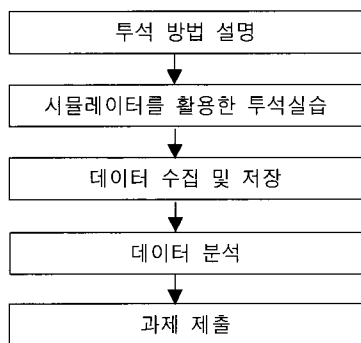 투석 방법 설명
시뮬레이터를 활용한 투석실습
데이터 수집 및 저장
데이터 분석
과제 제출